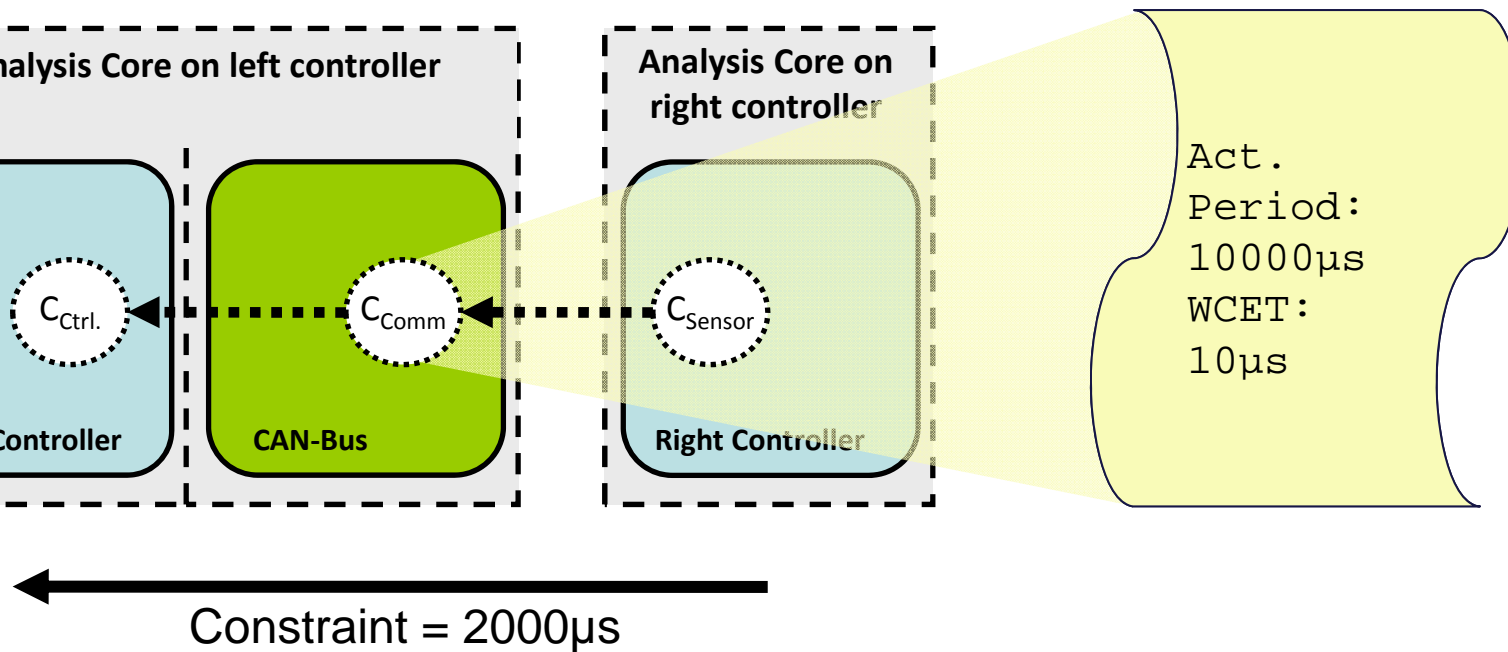 nalysis Core on left controller
Analysis Core on
right controller
Act.
Period:
10000µs
WCET:
10µs
C Ctrl.
C Comm
C Sensor
Controller
CAN-Bus
Right Controller
Constraint = 2000µs